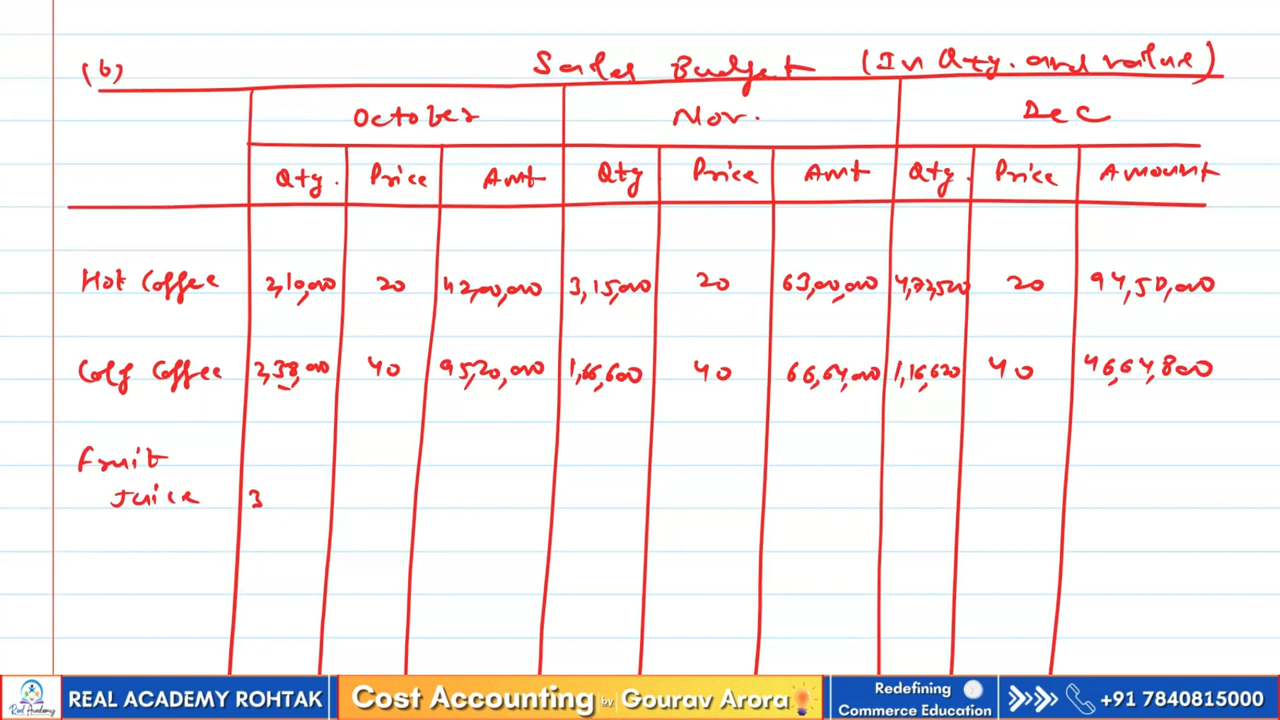 (b) Sales Budget (In Qty. and value)
October Nov. Dec
Qty. Price Amt Qty Price Amt Qty. Price Amount
Hot Coffee 2,10,000 20 42,00,000 3,15,000 20 63,00,000 4,72,500 20 94,50,000
Cold Coffee 2,38,000 40 95,20,000 1,66,600 40 66,64,000 1,16,620 40 46,64,800
Fruit
Juice 3
Real Academy
REAL ACADEMY ROHTAK Cost Accounting by Gourav Arora Redefining Commerce Education +91 7840815000